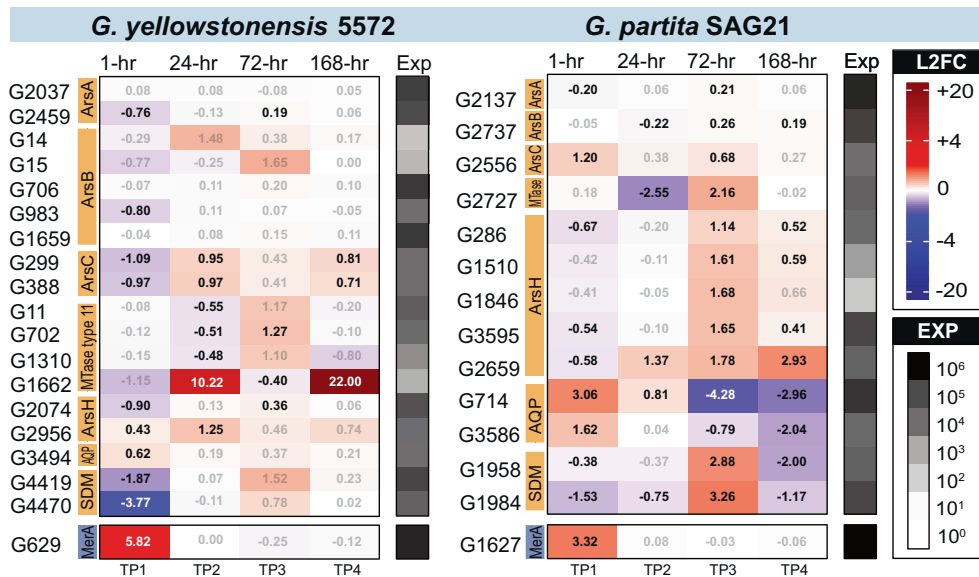 G. yellowstonensis 5572
G. partita SAG21
1-hr 24-hr 72-hr 168-hr Exp
G2037 ArsA 0.08 0.08 -0.08 0.05
G2459 -0.76 -0.13 0.19 0.06
G14 ArsB -0.29 1.48 0.38 0.17
G15 -0.77 -0.25 1.65 0.00
G706 -0.07 0.11 0.20 0.10
G983 -0.80 0.11 0.07 -0.05
G1659 -0.04 0.08 0.15 0.11
G299 ArsC -1.09 0.95 0.43 0.81
G388 -0.97 0.97 0.41 0.71
G11 MTase type 11 -0.08 -0.55 1.17 -0.20
G702 -0.12 -0.51 1.27 -0.10
G1310 -0.15 -0.48 1.10 -0.80
G1662 -1.15 10.22 -0.40 22.00
G2074 ArsH -0.90 0.13 0.36 0.06
G2956 0.43 1.25 0.46 0.74
G3494 AQP 0.62 0.19 0.37 0.21
G4419 SDM -1.87 0.07 1.52 0.23
G4470 -3.77 -0.11 0.78 0.02
G629 MerA 5.82 0.00 -0.25 -0.12
TP1 TP2 TP3 TP4
1-hr 24-hr 72-hr 168-hr Exp
G2137 ArsA -0.20 0.06 0.21 0.06
G2737 ArsB -0.05 -0.22 0.26 0.19
G2556 ArsC 1.20 0.38 0.68 0.27
G2727 MTase 0.18 -2.55 2.16 -0.02
G286 ArsH -0.67 -0.20 1.14 0.52
G1510 -0.42 -0.11 1.61 0.59
G1846 -0.41 -0.05 1.68 0.66
G3595 -0.54 -0.10 1.65 0.41
G2659 -0.58 1.37 1.78 2.93
G714 AQP 3.06 0.81 -4.28 -2.96
G3586 1.62 0.04 -0.79 -2.04
G1958 SDM -0.38 -0.37 2.88 -2.00
G1984 -1.53 -0.75 3.26 -1.17
G1627 MerA 3.32 0.08 -0.03 -0.06
TP1 TP2 TP3 TP4
L2FC
+20
+4
0
-4
-20
EXP
10⁶
10⁵
10⁴
10³
10²
10¹
10⁰